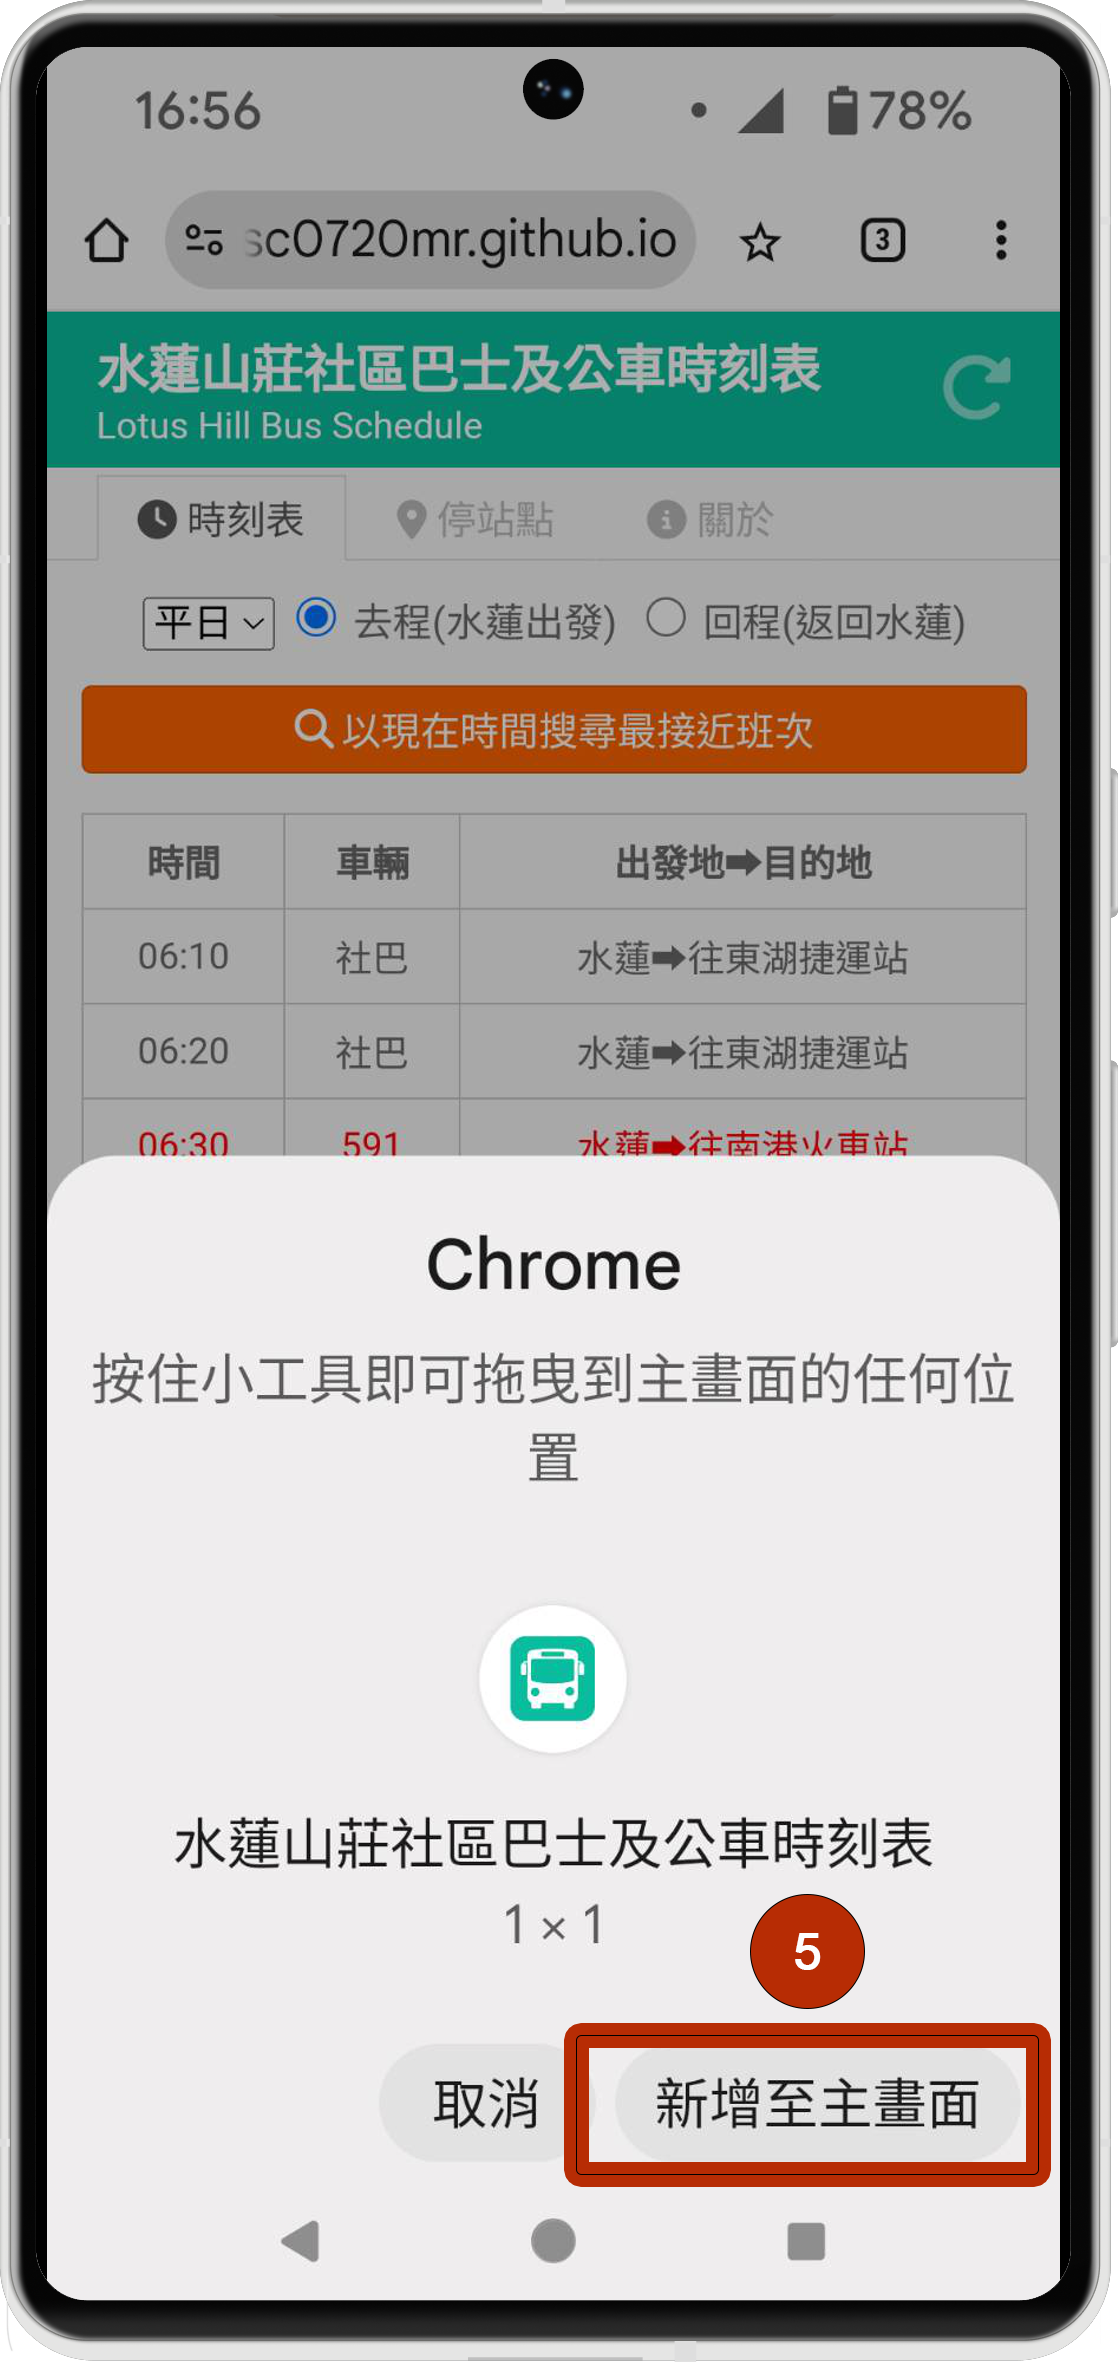 16:56
78%
sc0720mr.github.io
3
水蓮山莊社區巴士及公車時刻表
Lotus Hill Bus Schedule
時刻表 停站點 關於
平日 去程(水蓮出發) 回程(返回水蓮)
以現在時間搜尋最接近班次
時間 車輛 出發地➡目的地
06:10 社巴 水蓮➡往東湖捷運站
06:20 社巴 水蓮➡往東湖捷運站
06:30 591 水蓮➡往南港火車站
Chrome
按住小工具即可拖曳到主畫面的任何位
置
水蓮山莊社區巴士及公車時刻表
1 × 1
5
取消 新增至主畫面